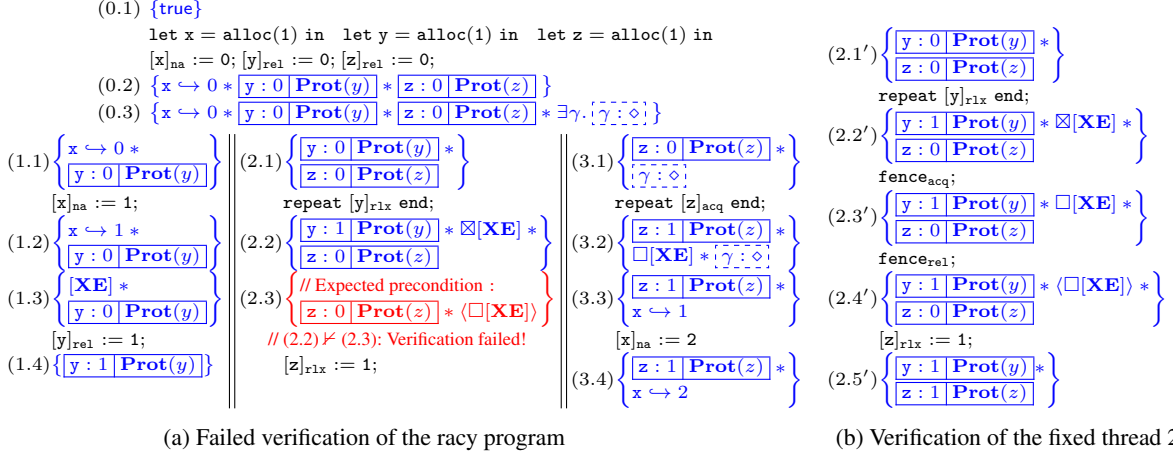 (0.1) {true}
let x = alloc(1) in let y = alloc(1) in let z = alloc(1) in
[x]na := 0; [y]rel := 0; [z]rel := 0;
(0.2) {x ↪ 0 * y : 0 | Prot(y) * z : 0 | Prot(z) }
(0.3) {x ↪ 0 * y : 0 | Prot(y) * z : 0 | Prot(z) * ∃γ. γ : ⋄ }
(1.1) { x ↪ 0 *
y : 0 | Prot(y) }
[x]na := 1;
(1.2) { x ↪ 1 *
y : 0 | Prot(y) }
(1.3) { [XE] *
y : 0 | Prot(y) }
[y]rel := 1;
(1.4) { y : 1 | Prot(y) }
(2.1) { y : 0 | Prot(y) *
z : 0 | Prot(z) }
repeat [y]rlx end;
(2.2) { y : 1 | Prot(y) * ⊠[XE] *
z : 0 | Prot(z) }
(2.3) { // Expected precondition :
z : 0 | Prot(z) * ⟨□[XE]⟩ }
// (2.2) ⊬ (2.3): Verification failed!
[z]rlx := 1;
(3.1) { z : 0 | Prot(z) *
γ : ⋄ }
repeat [z]acq end;
(3.2) { z : 1 | Prot(z) *
□[XE] * γ : ⋄ }
(3.3) { z : 1 | Prot(z) *
x ↪ 1 }
[x]na := 2
(3.4) { z : 1 | Prot(z) *
x ↪ 2 }
(a) Failed verification of the racy program
(2.1′) { y : 0 | Prot(y) *
z : 0 | Prot(z) }
repeat [y]rlx end;
(2.2′) { y : 1 | Prot(y) * ⊠[XE] *
z : 0 | Prot(z) }
fenceacq;
(2.3′) { y : 1 | Prot(y) * □[XE] *
z : 0 | Prot(z) }
fencerel;
(2.4′) { y : 1 | Prot(y) * ⟨□[XE]⟩ *
z : 0 | Prot(z) }
[z]rlx := 1;
(2.5′) { y : 1 | Prot(y) *
z : 1 | Prot(z) }
(b) Verification of the fixed thread 2